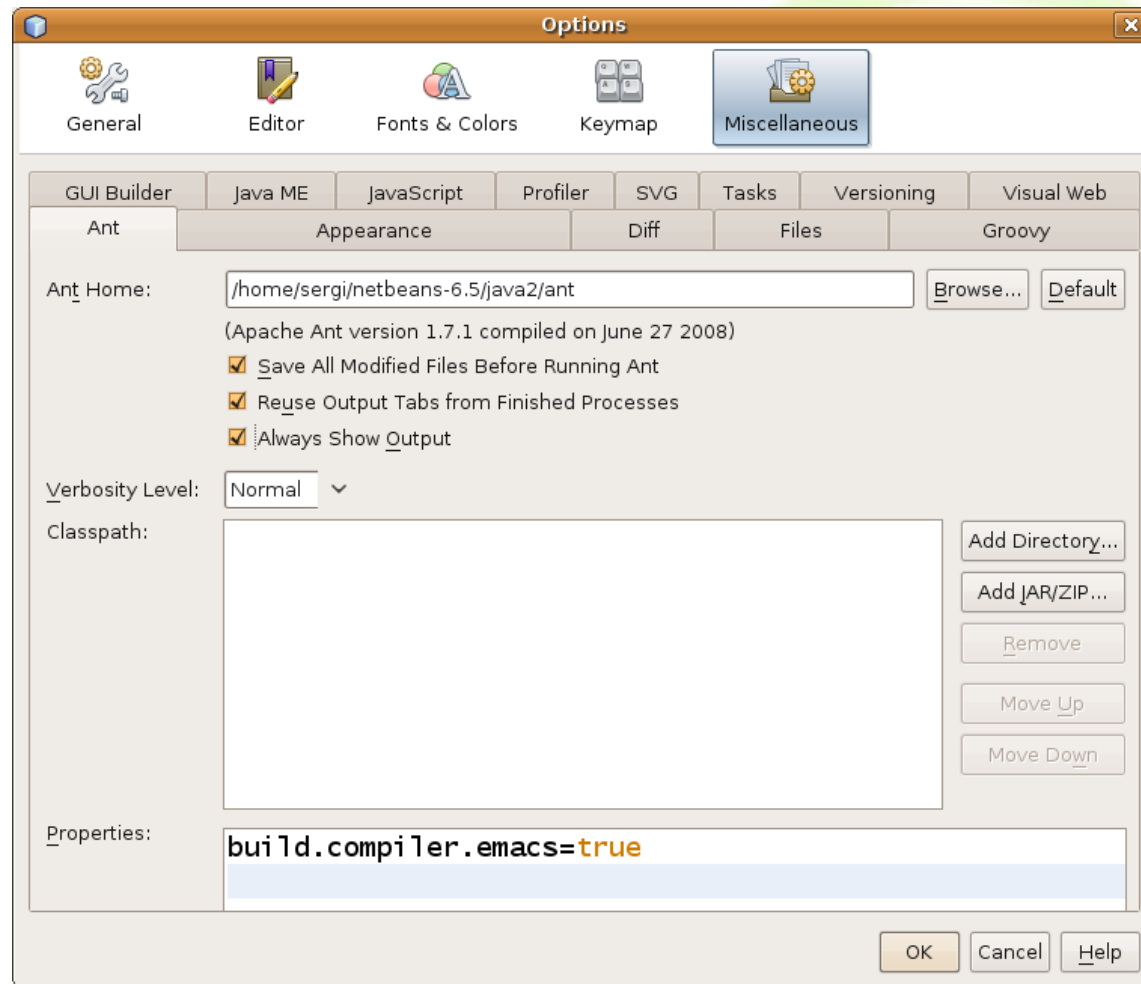 Options
General Editor Fonts & Colors Keymap Miscellaneous
GUI Builder Java ME JavaScript Profiler SVG Tasks Versioning Visual Web
Ant Appearance Diff Files Groovy
Ant Home: /home/sergi/netbeans-6.5/java2/ant Browse... Default
(Apache Ant version 1.7.1 compiled on June 27 2008)
Save All Modified Files Before Running Ant
Reuse Output Tabs from Finished Processes
Always Show Output
Verbosity Level: Normal
Classpath:
Add Directory...
Add JAR/ZIP...
Remove
Move Up
Move Down
Properties:
build.compiler.emacs=true
OK Cancel Help